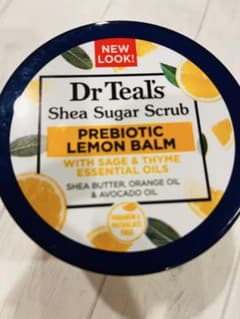 NEW
LOOK!
Dr Teal's
Shea Sugar Scrub
PREBIOTIC
LEMON BALM
WITH SAGE & THYME
ESSENTIAL OILS
SHEA BUTTER, ORANGE OIL
& AVOCADO OIL
FREE